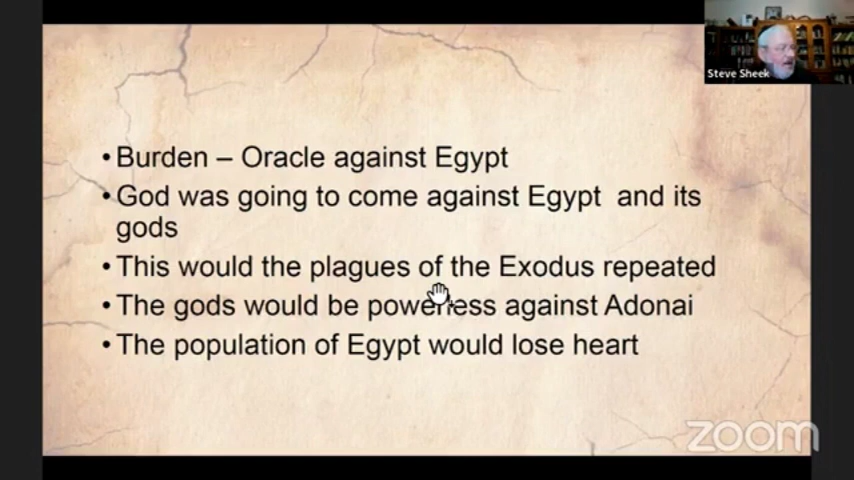 Steve Sheek
• Burden – Oracle against Egypt
• God was going to come against Egypt and its
gods
• This would the plagues of the Exodus repeated
• The gods would be powerless against Adonai
• The population of Egypt would lose heart
zoom